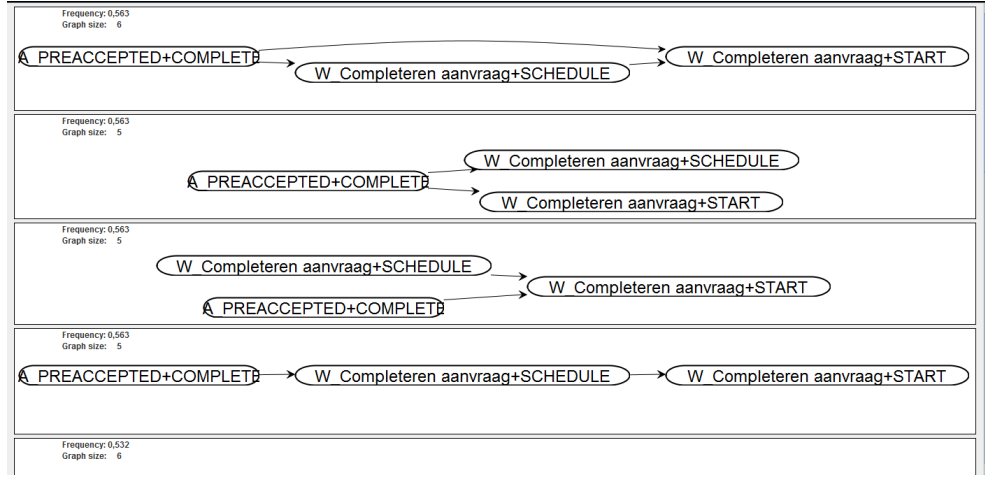 Frequency: 0,563
Graph size: 6
A_PREACCEPTED+COMPLETE
W_Completeren aanvraag+SCHEDULE
W_Completeren aanvraag+START
Frequency: 0,563
Graph size: 5
W_Completeren aanvraag+SCHEDULE
A_PREACCEPTED+COMPLETE
W_Completeren aanvraag+START
Frequency: 0,563
Graph size: 5
W_Completeren aanvraag+SCHEDULE
W_Completeren aanvraag+START
A_PREACCEPTED+COMPLETE
Frequency: 0,563
Graph size: 5
A_PREACCEPTED+COMPLETE
W_Completeren aanvraag+SCHEDULE
W_Completeren aanvraag+START
Frequency: 0,532
Graph size: 6